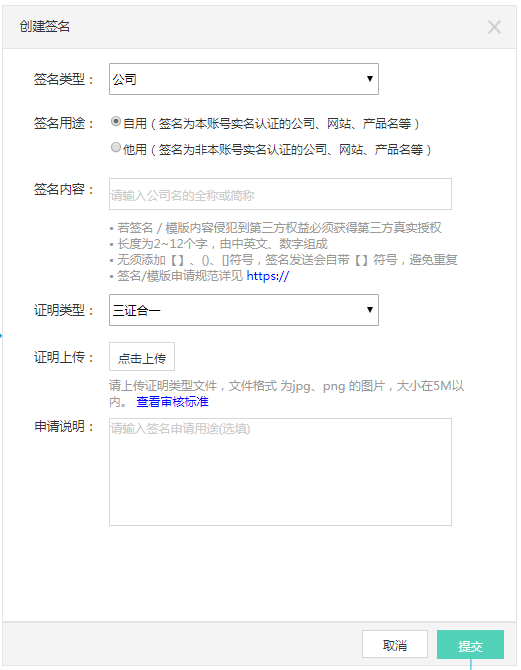 创建签名
签名类型：
公司
签名用途：
自用（签名为本账号实名认证的公司、网站、产品名等）
他用（签名为非本账号实名认证的公司、网站、产品名等）
签名内容：
请输入公司名的全称或简称
• 若签名 / 模版内容侵犯到第三方权益必须获得第三方真实授权
• 长度为2~12个字，由中英文、数字组成
• 无须添加【】、()、[]符号，签名发送会自带【】符号，避免重复
• 签名/模版申请规范详见 https://
证明类型：
三证合一
证明上传：
点击上传
请上传证明类型文件，文件格式 为jpg、png 的图片，大小在5M以
内。 查看审核标准
申请说明：
请输入签名申请用途(选填)
取消
提交